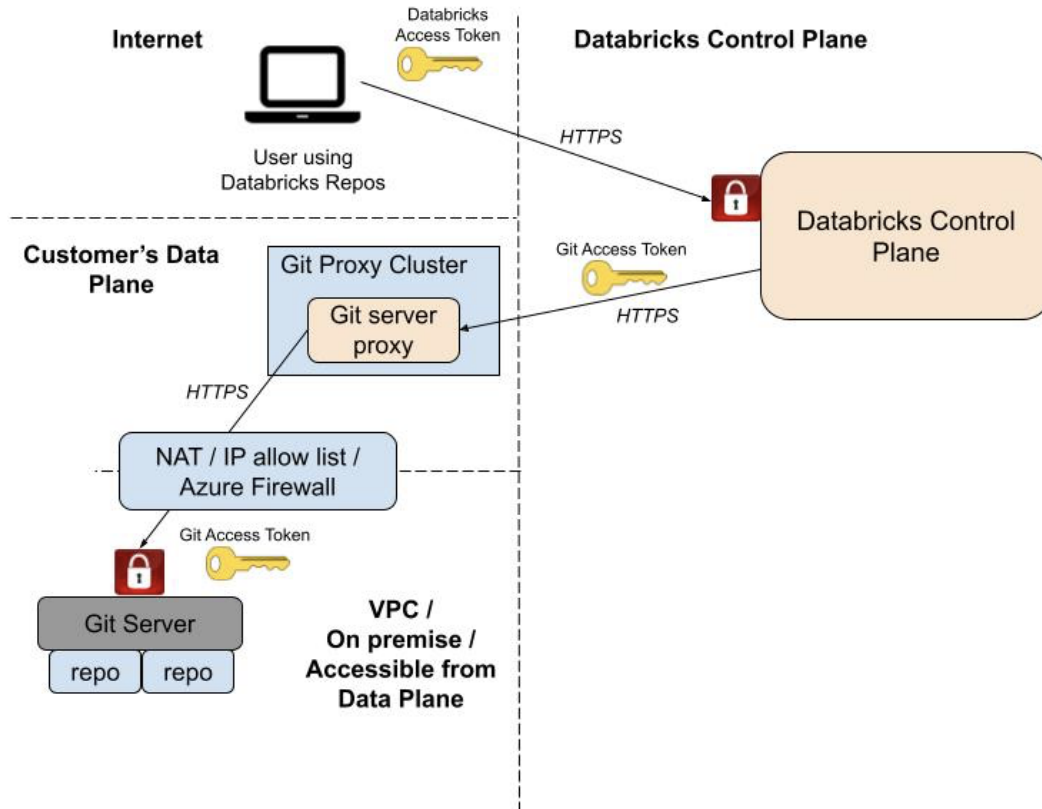 Internet
Databricks
Access Token
Databricks Control Plane
HTTPS
User using
Databricks Repos
Databricks Control
Plane
Customer’s Data
Plane
Git Proxy Cluster
Git server
proxy
Git Access Token
HTTPS
HTTPS
NAT / IP allow list /
Azure Firewall
Git Access Token
Git Server
repo
repo
VPC /
On premise /
Accessible from
Data Plane